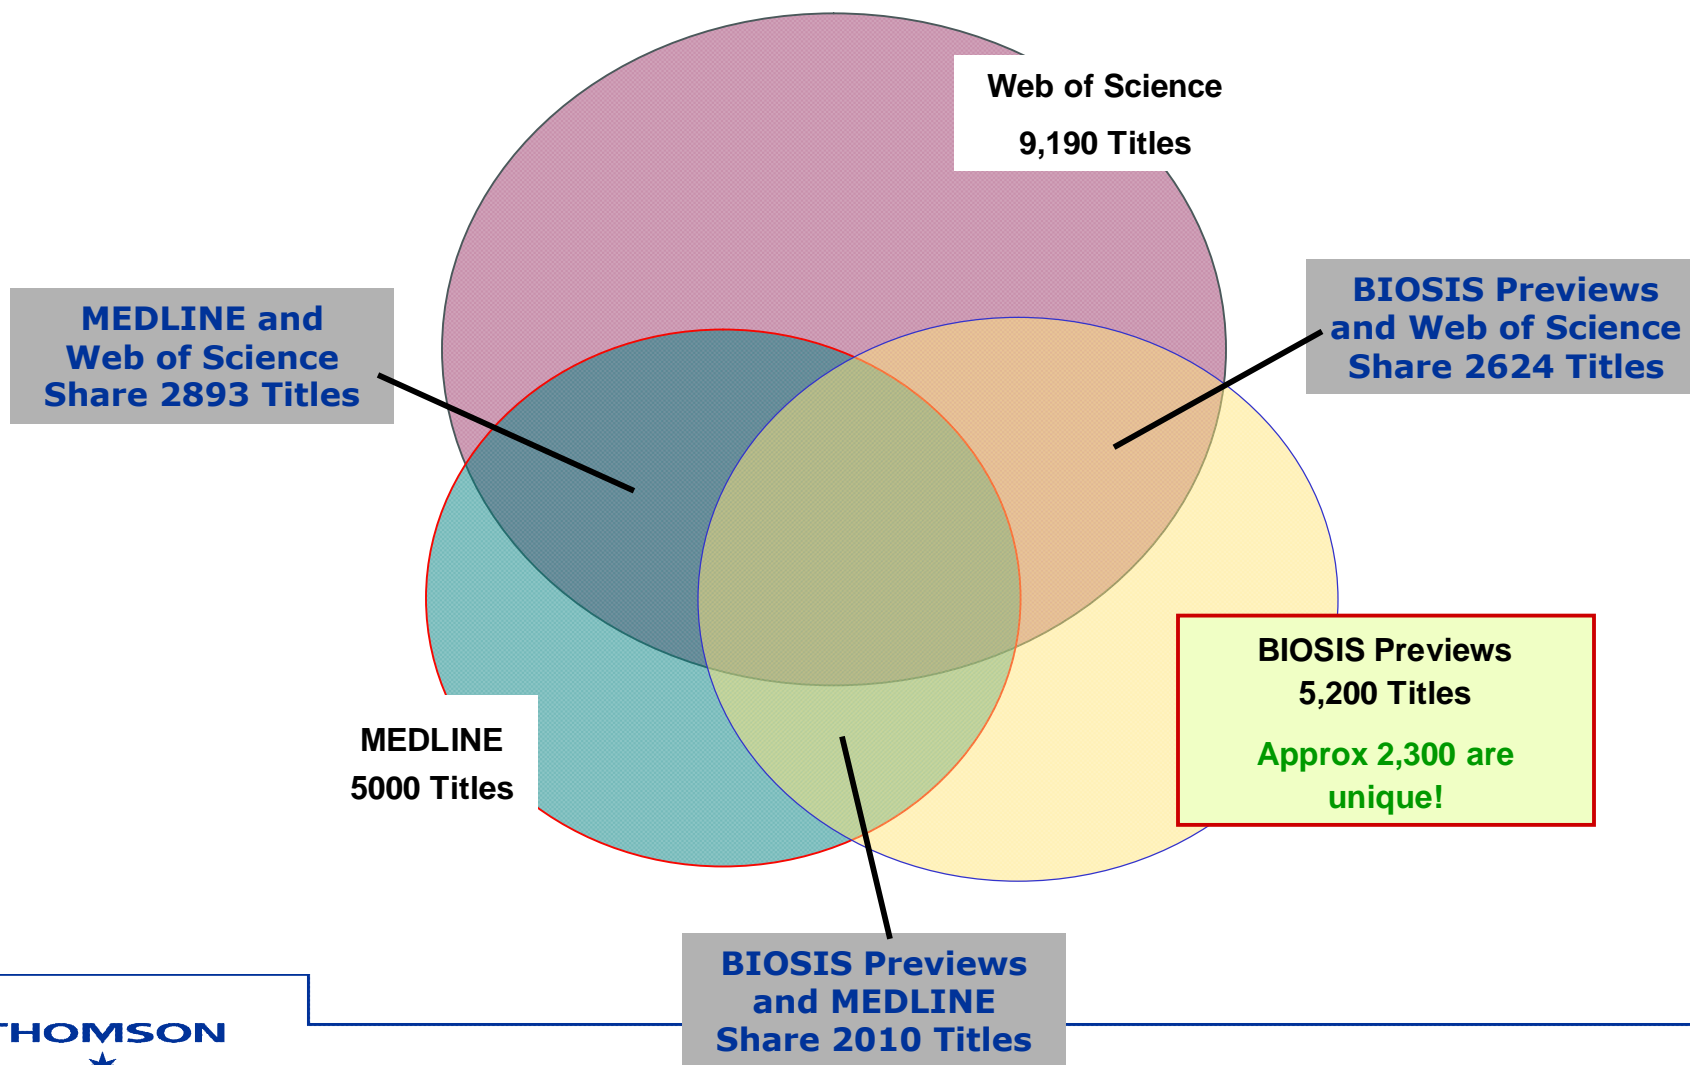 Web of Science
9,190 Titles
MEDLINE and
Web of Science
Share 2893 Titles
BIOSIS Previews
and Web of Science
Share 2624 Titles
BIOSIS Previews
5,200 Titles
Approx 2,300 are
unique!
MEDLINE
5000 Titles
BIOSIS Previews
and MEDLINE
Share 2010 Titles
THOMSON